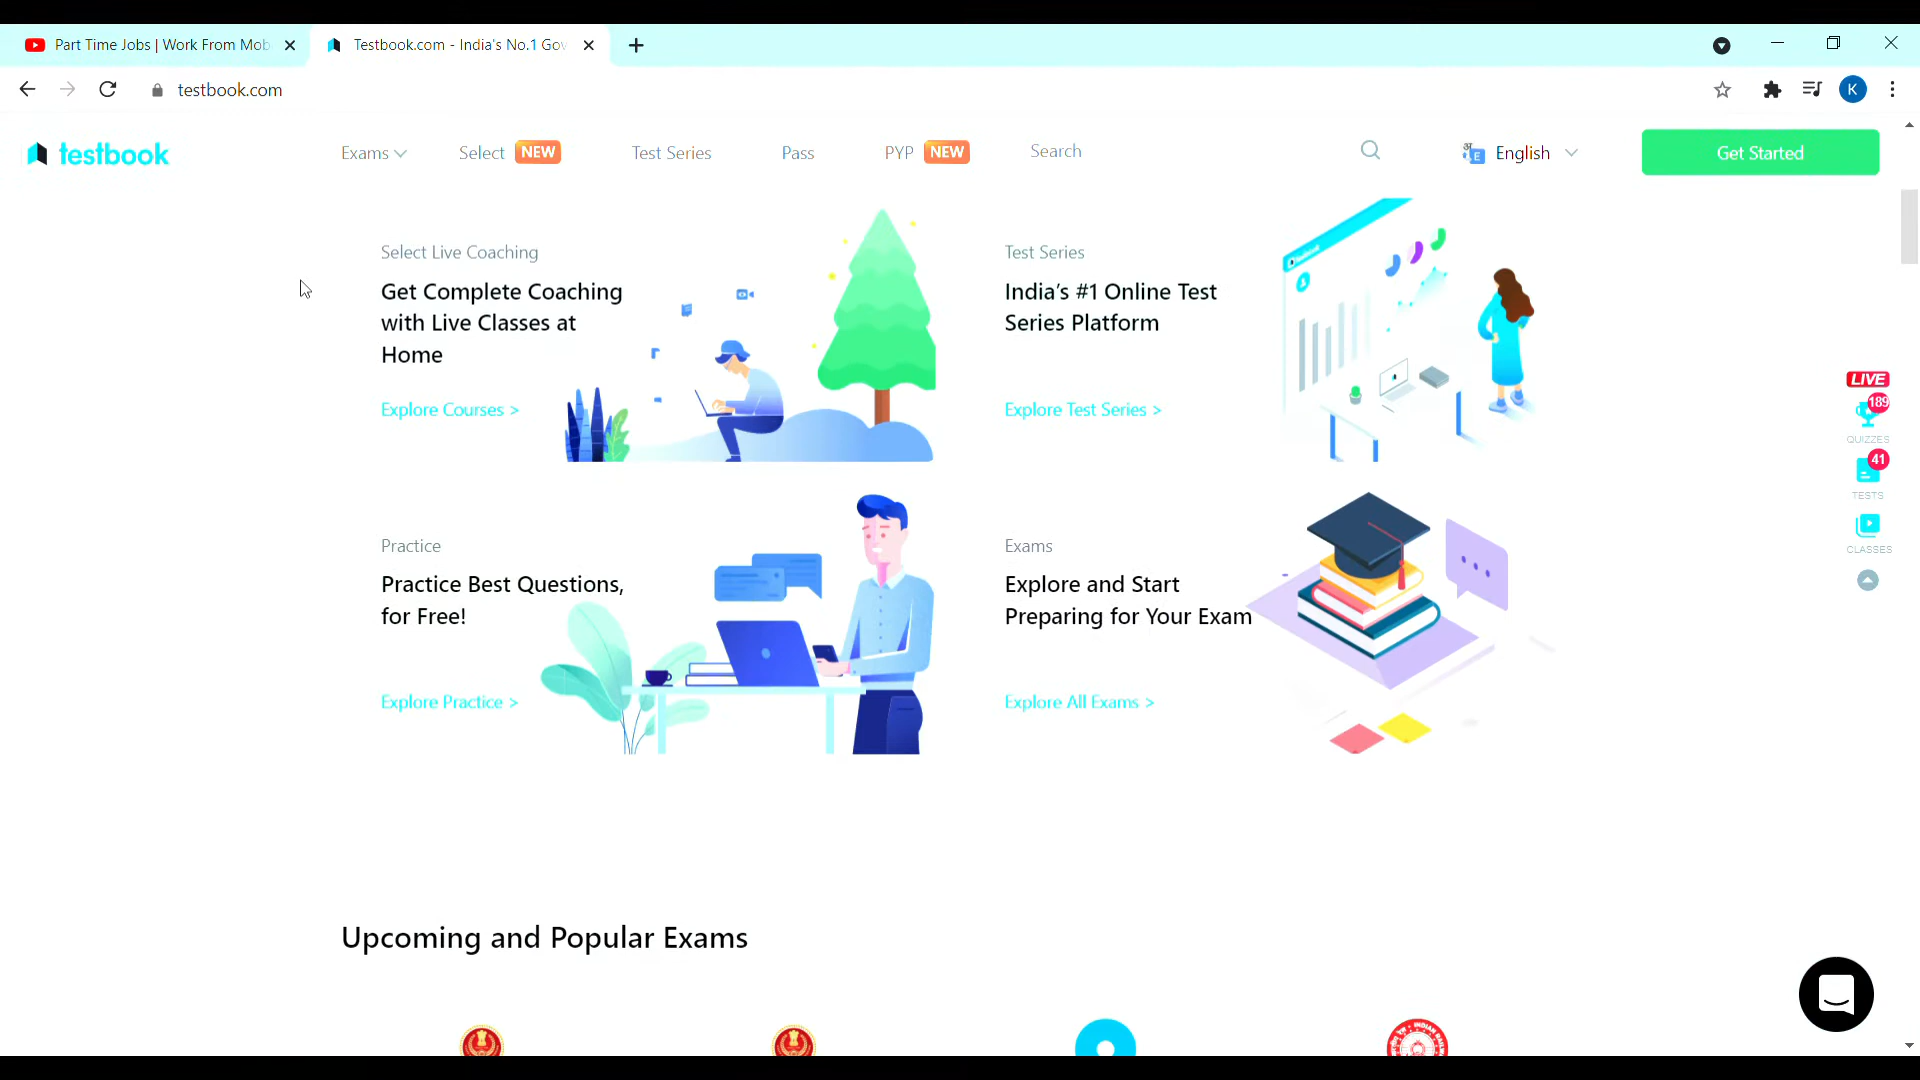 Part Time Jobs | Work From Mob
Testbook.com - India's No.1 Gov
testbook.com
K
testbook
Exams
Select NEW
Test Series
Pass
PYP NEW
Search
English
Get Started
Select Live Coaching
Get Complete Coaching
with Live Classes at
Home
Explore Courses >
Test Series
India's #1 Online Test
Series Platform
Explore Test Series >
LIVE
189
QUIZZES
41
TESTS
CLASSES
Practice
Practice Best Questions,
for Free!
Explore Practice >
Exams
Explore and Start
Preparing for Your Exam
Explore All Exams >
Upcoming and Popular Exams